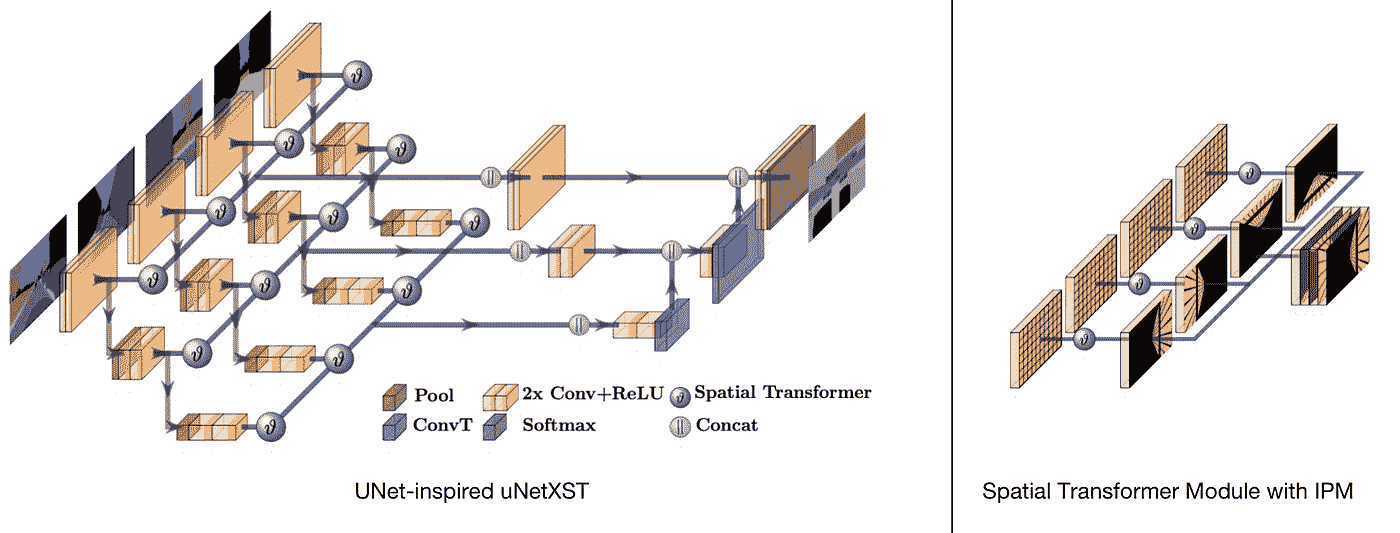 ϑ
ϑ
ϑ
ϑ
ϑ
ϑ
ϑ
ϑ
ϑ
ϑ
ϑ
ϑ
||
||
||
||
||
Pool
2x Conv+ReLU
ϑ
Spatial Transformer
ConvT
Softmax
||
Concat
UNet-inspired uNetXST
ϑ
ϑ
ϑ
ϑ
Spatial Transformer Module with IPM